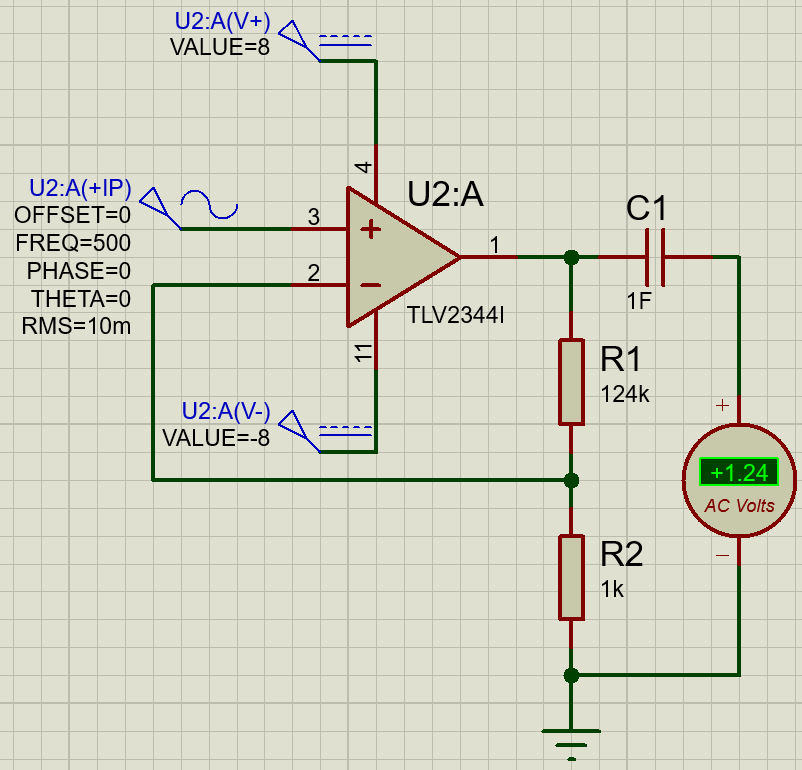 U2:A(V+)
VALUE=8
4
U2:A(+IP)
OFFSET=0
FREQ=500
PHASE=0
THETA=0
RMS=10m
3
2
+
−
U2:A
1
TLV2344I
11
U2:A(V-)
VALUE=-8
C1
1F
R1
124k
+
+1.24
AC Volts
−
R2
1k